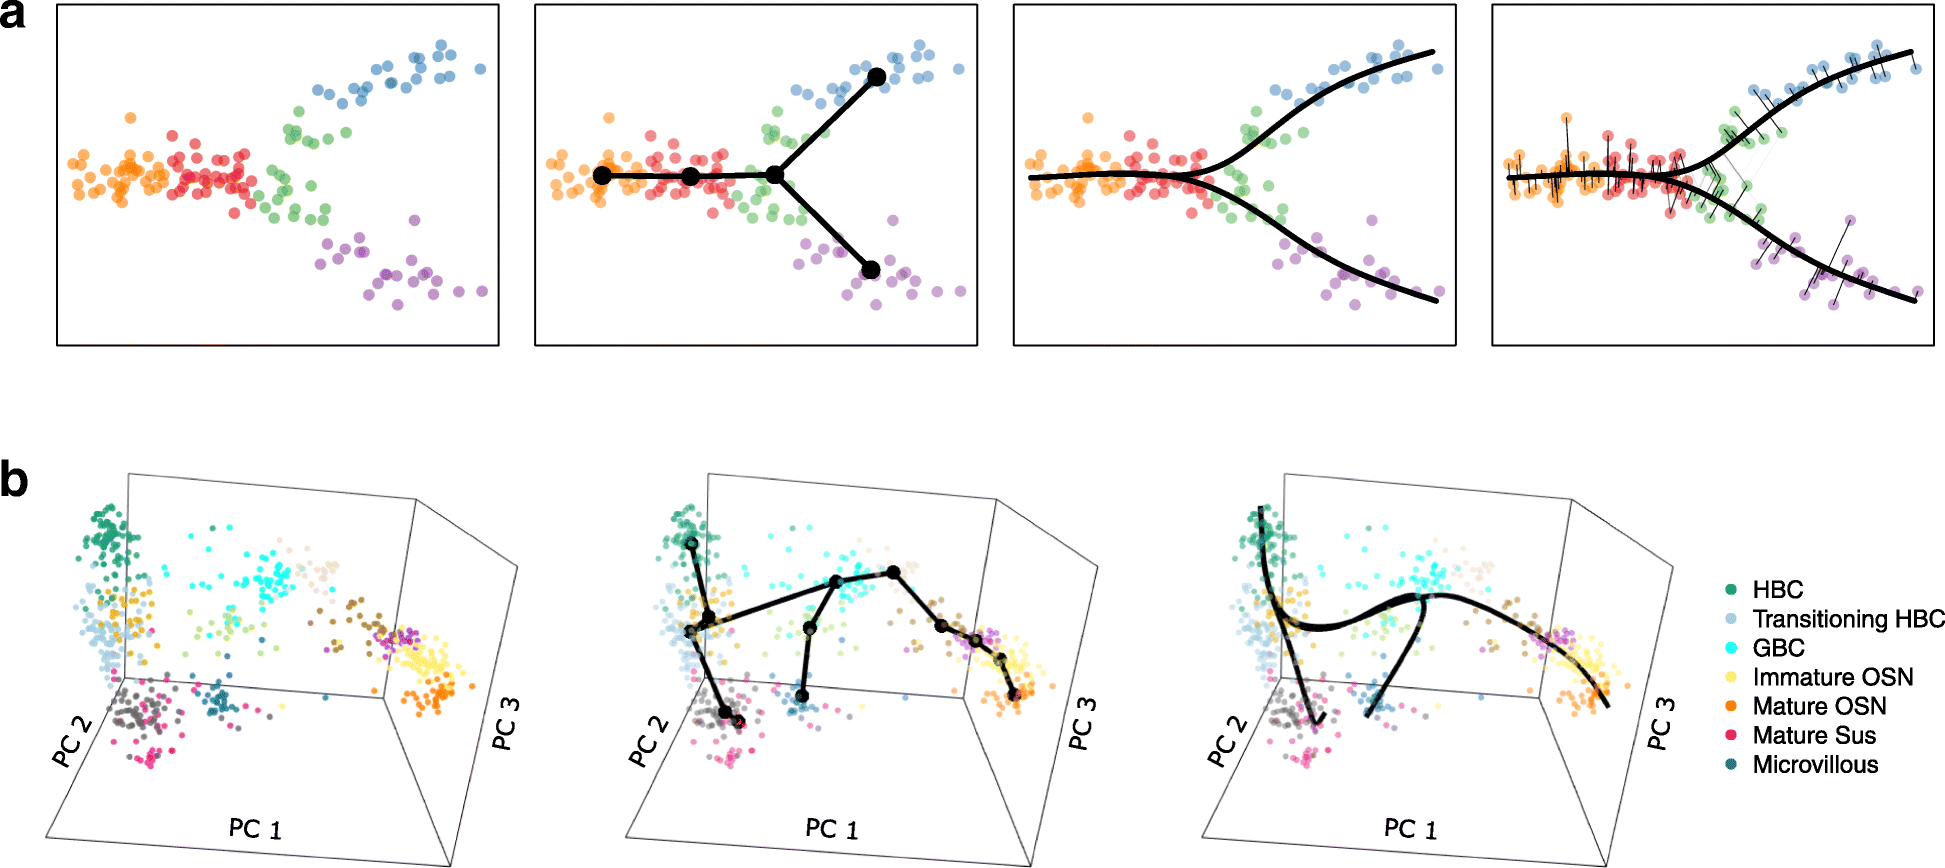 a
b
PC 2
PC 1
PC 3
PC 2
PC 1
PC 3
PC 2
PC 1
PC 3
HBC
Transitioning HBC
GBC
Immature OSN
Mature OSN
Mature Sus
Microvillous